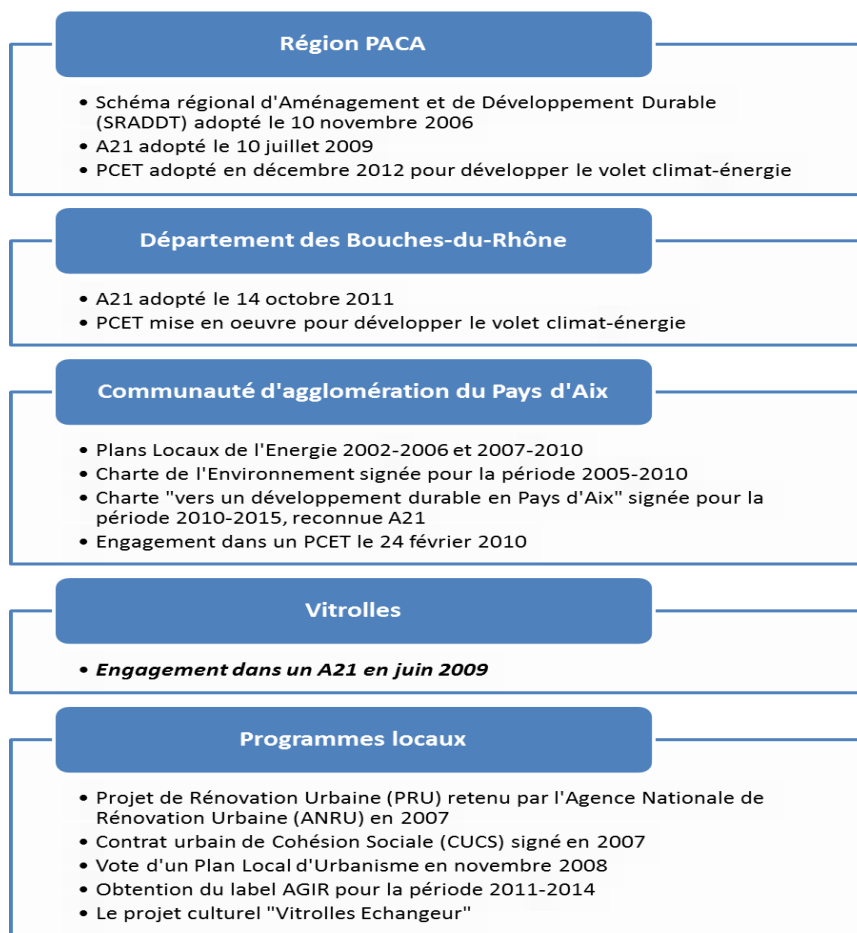 Région PACA
• Schéma régional d'Aménagement et de Développement Durable
(SRADDT) adopté le 10 novembre 2006
• A21 adopté le 10 juillet 2009
• PCET adopté en décembre 2012 pour développer le volet climat-énergie
Département des Bouches-du-Rhône
• A21 adopté le 14 octobre 2011
• PCET mise en oeuvre pour développer le volet climat-énergie
Communauté d'agglomération du Pays d'Aix
• Plans Locaux de l'Energie 2002-2006 et 2007-2010
• Charte de l'Environnement signée pour la période 2005-2010
• Charte "vers un développement durable en Pays d'Aix" signée pour la
période 2010-2015, reconnue A21
• Engagement dans un PCET le 24 février 2010
Vitrolles
• Engagement dans un A21 en juin 2009
Programmes locaux
• Projet de Rénovation Urbaine (PRU) retenu par l'Agence Nationale de
Rénovation Urbaine (ANRU) en 2007
• Contrat urbain de Cohésion Sociale (CUCS) signé en 2007
• Vote d'un Plan Local d'Urbanisme en novembre 2008
• Obtention du label AGIR pour la période 2011-2014
• Le projet culturel "Vitrolles Echangeur"